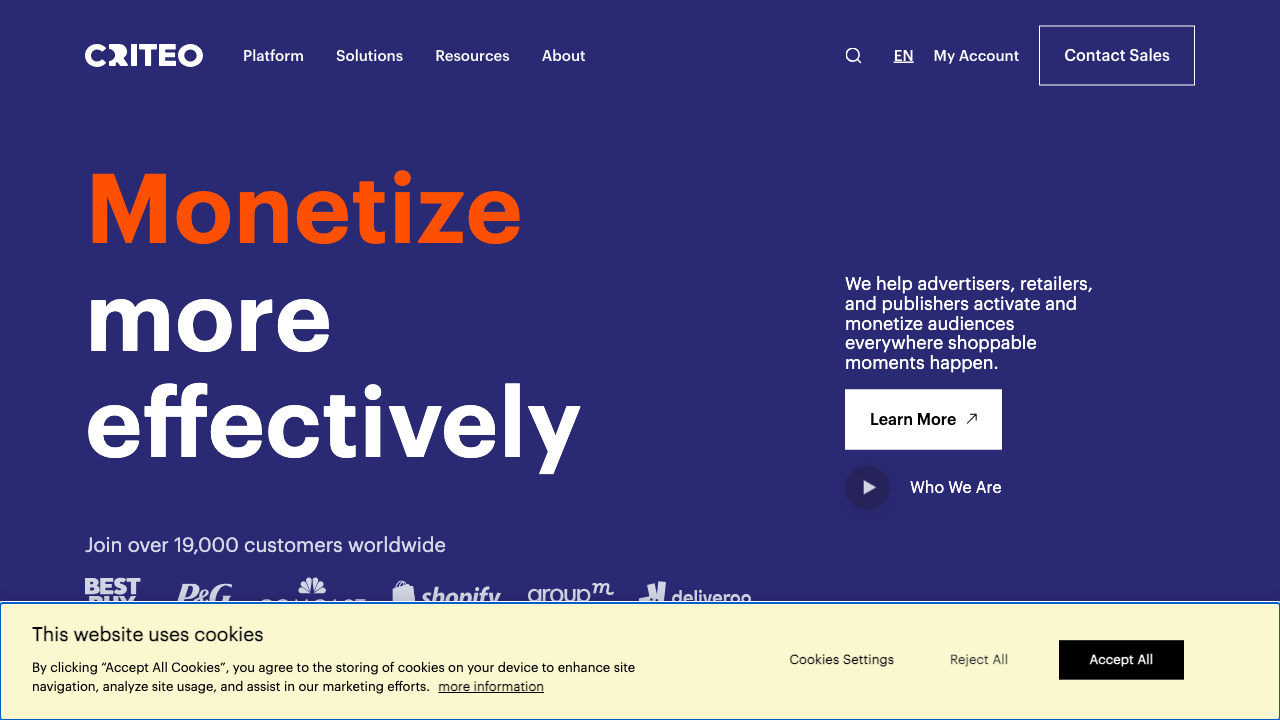 CRITEO
Platform
Solutions
Resources
About
EN
My Account
Contact Sales
Monetize
more
effectively
We help advertisers, retailers,
and publishers activate and
monetize audiences
everywhere shoppable
moments happen.
Learn More
Who We Are
Join over 19,000 customers worldwide
BEST BUY
P&G
COMCAST
shopify
groupm
deliveroo
This website uses cookies
By clicking “Accept All Cookies”, you agree to the storing of cookies on your device to enhance site
navigation, analyze site usage, and assist in our marketing efforts. more information
Cookies Settings
Reject All
Accept All